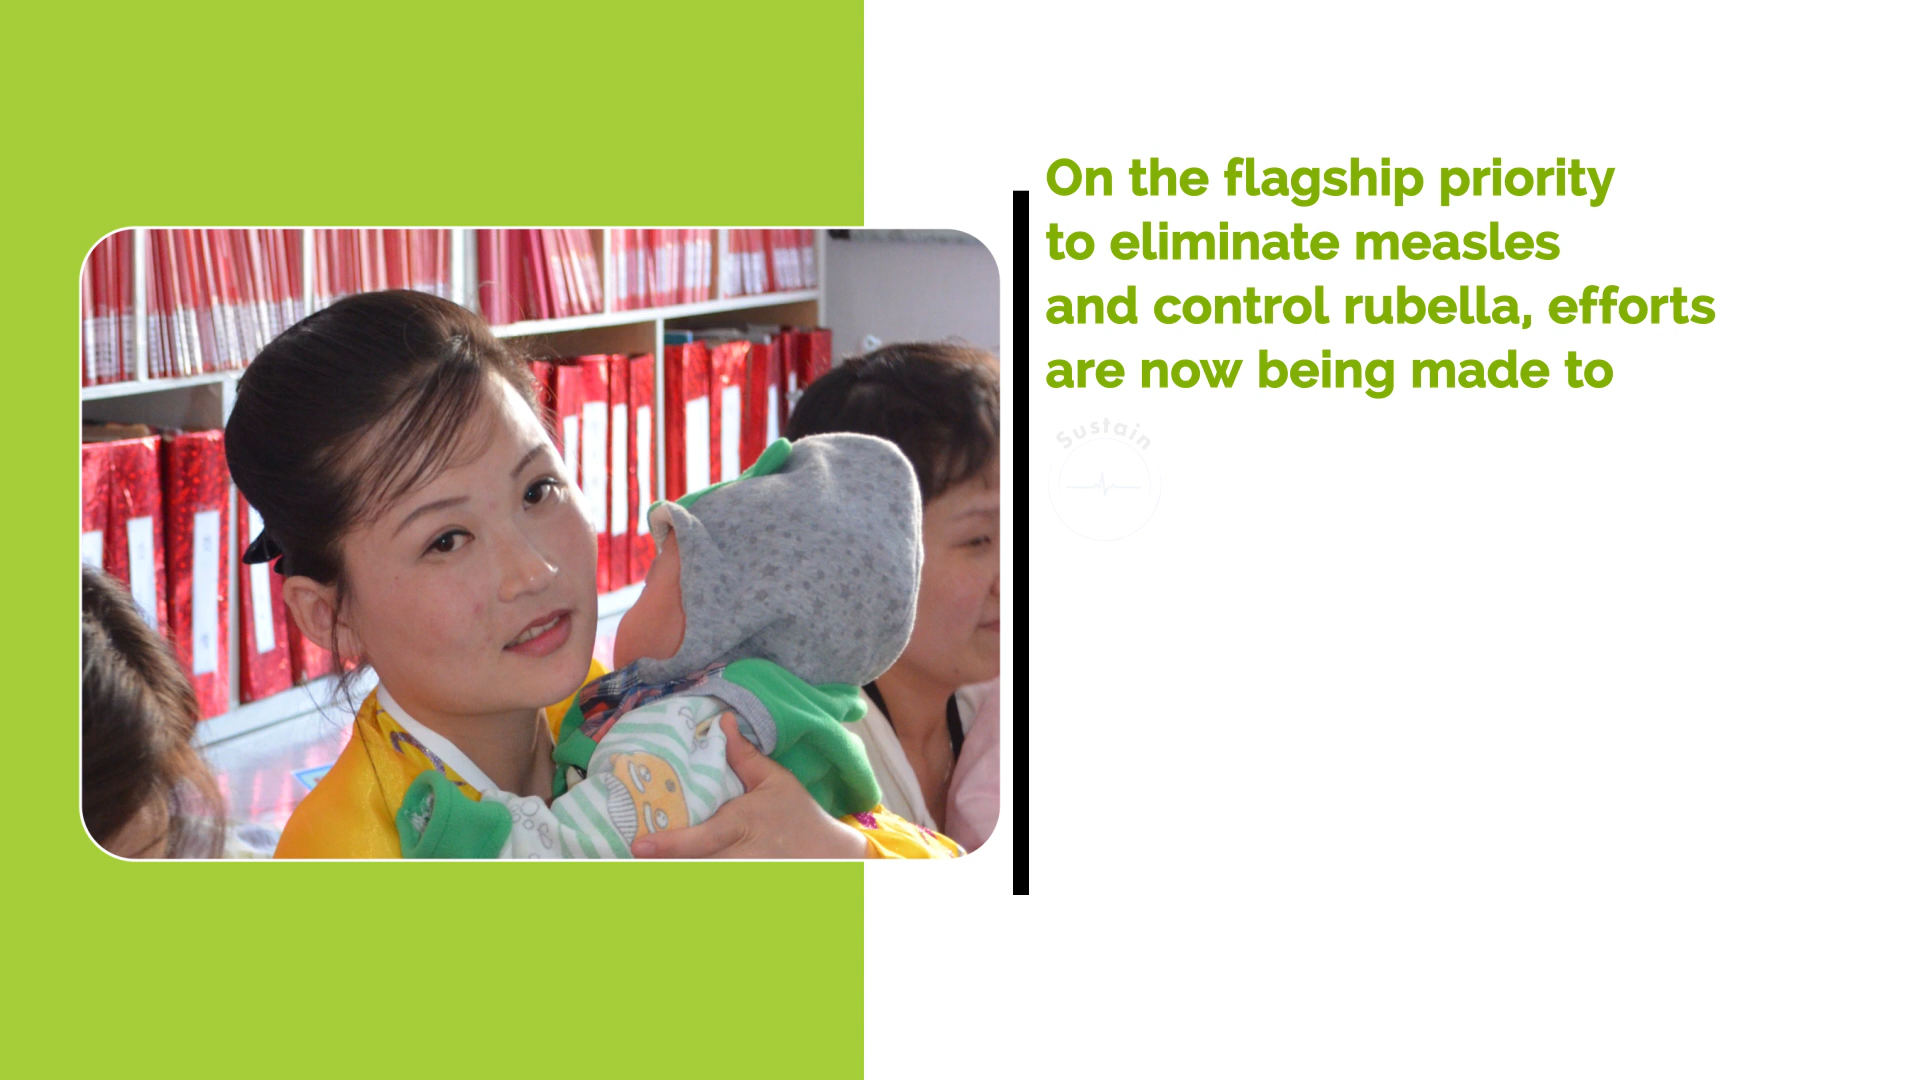 On the flagship priority
to eliminate measles
and control rubella, efforts
are now being made to
Sustain